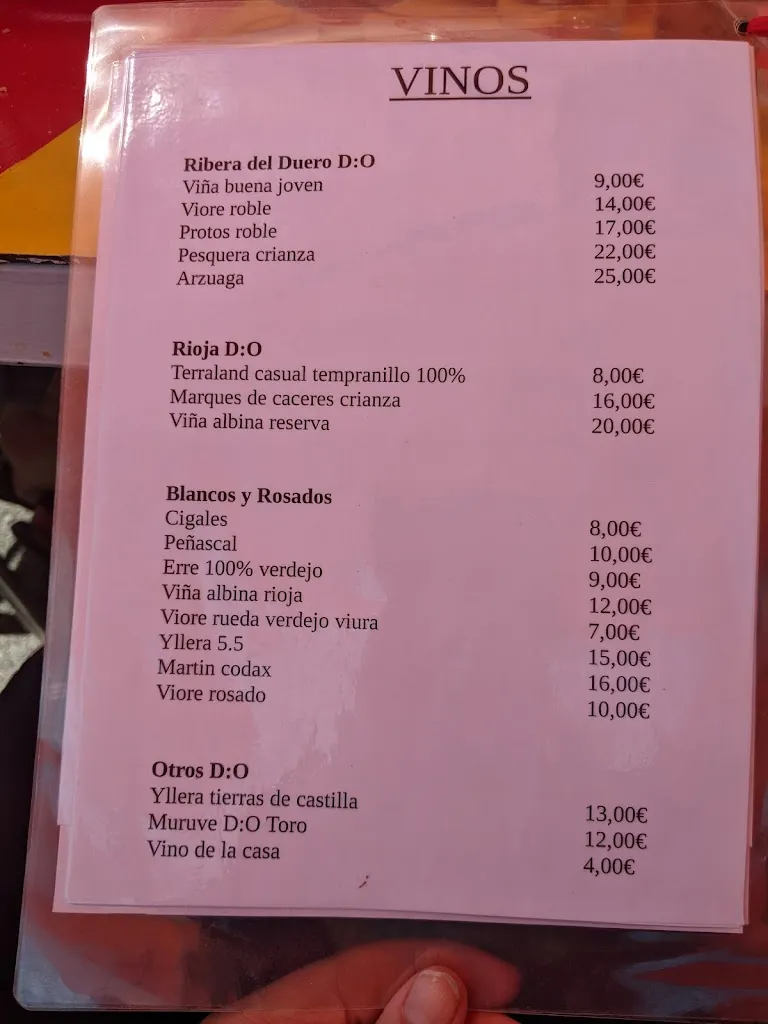 VINOS
Ribera del Duero D:O
Viña buena joven 9,00€
Viore roble 14,00€
Protos roble 17,00€
Pesquera crianza 22,00€
Arzuaga 25,00€
Rioja D:O
Terraland casual tempranillo 100% 8,00€
Marques de caceres crianza 16,00€
Viña albina reserva 20,00€
Blancos y Rosados
Cigales 8,00€
Peñascal 10,00€
Erre 100% verdejo 9,00€
Viña albina rioja 12,00€
Viore rueda verdejo viura 7,00€
Yllera 5.5 15,00€
Martin codax 16,00€
Viore rosado 10,00€
Otros D:O
Yllera tierras de castilla 13,00€
Muruve D:O Toro 12,00€
Vino de la casa 4,00€